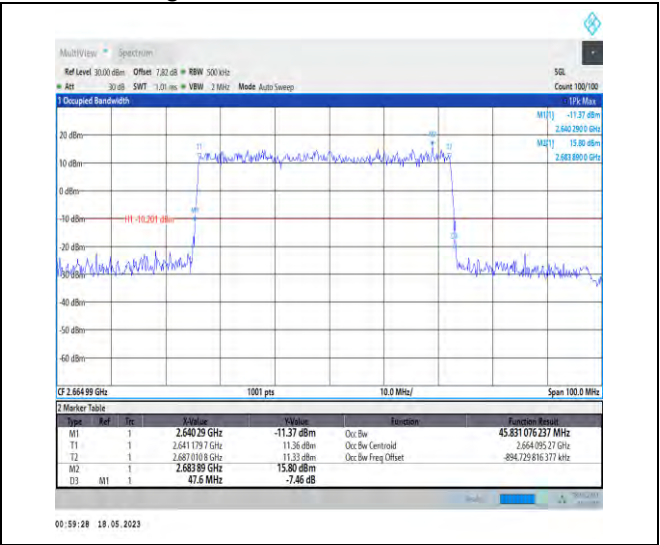 MultiView Spectrum
Ref Level 30.00 dBm Offset 7.82 dB RBW 500 kHz SGL
Att 30 dB SWT 1.01 ms VBW 2 MHz Mode Auto Sweep Count 100/100
1 Occupied Bandwidth 1Pk Max
M1[1] -11.37 dBm
2.640 290 0 GHz
M2[1] 15.80 dBm
2.683 890 0 GHz
20 dBm
T1
T2
10 dBm
0 dBm
M1
-10 dBm
H1 -10.201 dBm
-20 dBm
-30 dBm
-40 dBm
-50 dBm
-60 dBm
CF 2.664 99 GHz 1001 pts 10.0 MHz/ Span 100.0 MHz
2 Marker Table
Type Ref Trc X-Value Y-Value Function Function Result
M1 1 2.640 29 GHz -11.37 dBm Occ Bw 45.831 076 237 MHz
T1 1 2.641 179 7 GHz 11.36 dBm Occ Bw Centroid 2.664 095 27 GHz
T2 1 2.687 010 8 GHz 11.33 dBm Occ Bw Freq Offset -894.729 816 377 kHz
M2 1 2.683 89 GHz 15.80 dBm
D3 M1 1 47.6 MHz -7.46 dB
00:59:28 18.05.2023